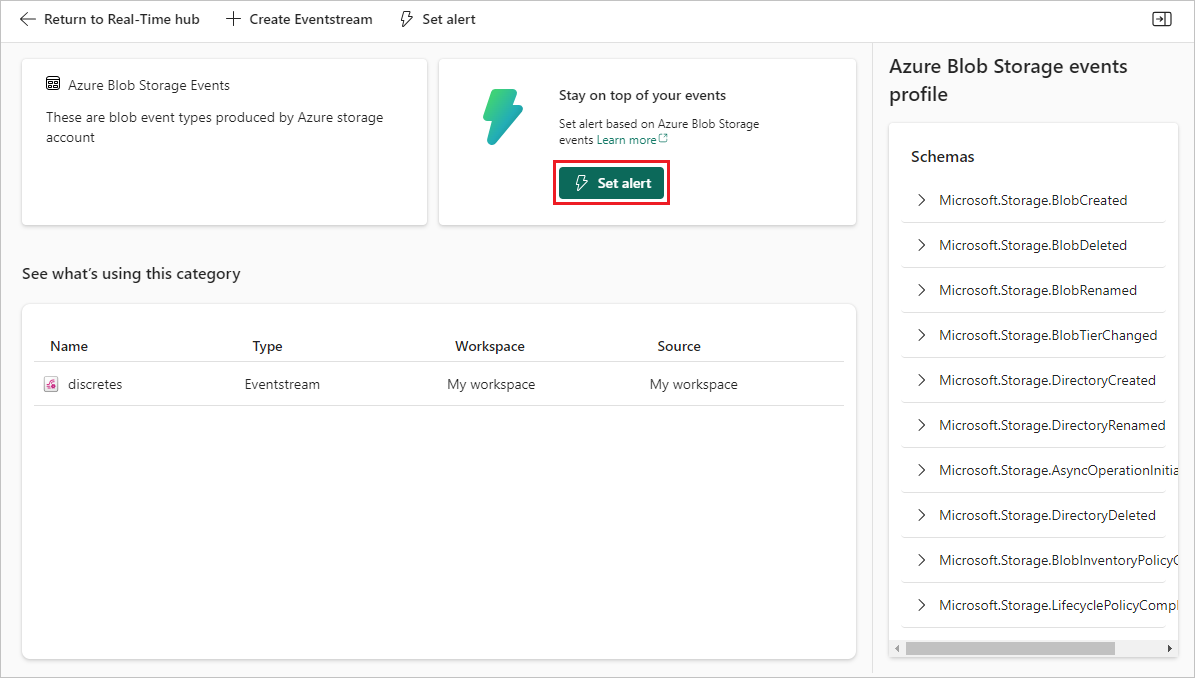 Return to Real-Time hub
Create Eventstream
Set alert
Azure Blob Storage Events
These are blob event types produced by Azure storage
account
Stay on top of your events
Set alert based on Azure Blob Storage
events Learn more
Set alert
See what’s using this category
Name Type Workspace Source
discretes Eventstream My workspace My workspace
Azure Blob Storage events
profile
Schemas
Microsoft.Storage.BlobCreated
Microsoft.Storage.BlobDeleted
Microsoft.Storage.BlobRenamed
Microsoft.Storage.BlobTierChanged
Microsoft.Storage.DirectoryCreated
Microsoft.Storage.DirectoryRenamed
Microsoft.Storage.AsyncOperationInitia
Microsoft.Storage.DirectoryDeleted
Microsoft.Storage.BlobInventoryPolicyC
Microsoft.Storage.LifecyclePolicyCompl